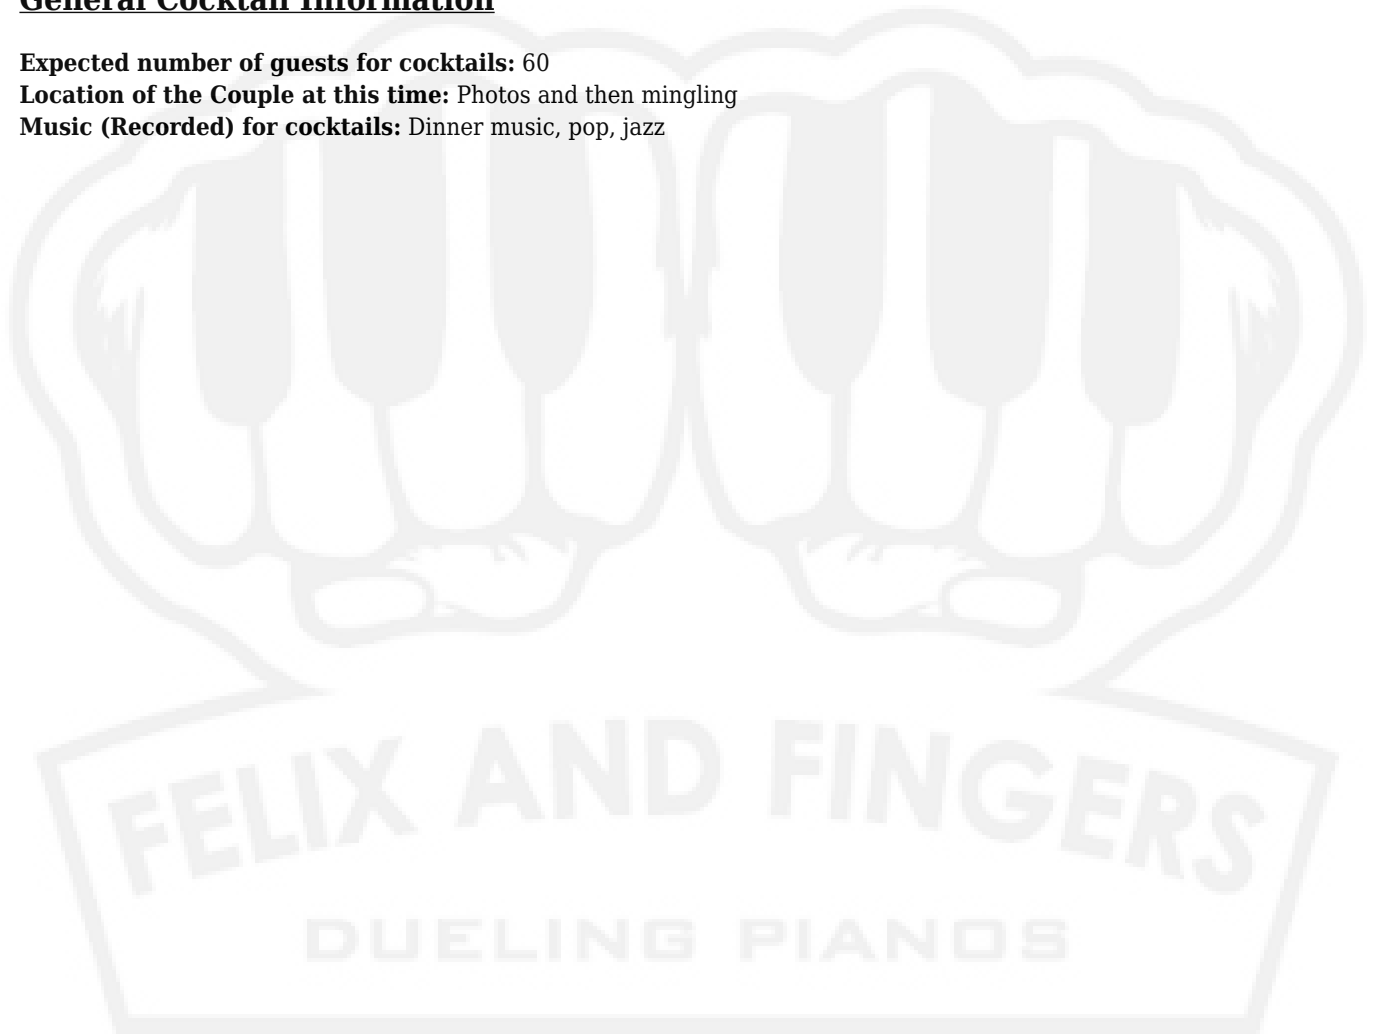 General Cocktail Information
Expected number of guests for cocktails: 60
Location of the Couple at this time: Photos and then mingling
Music (Recorded) for cocktails: Dinner music, pop, jazz
FELIX AND FINGERS
DUELING PIANOS